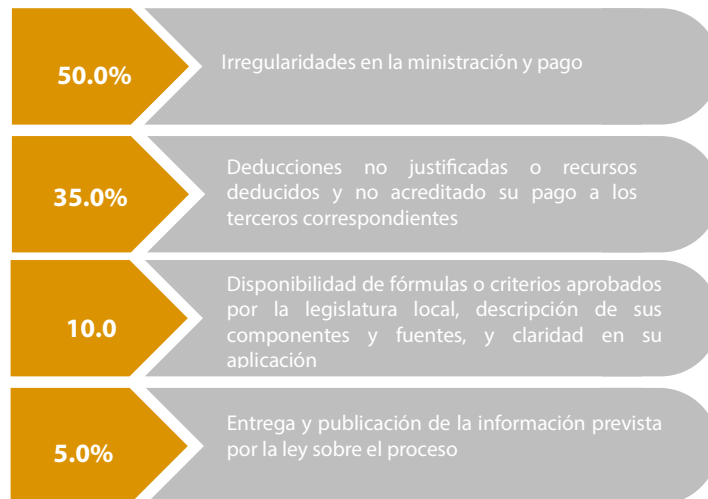 50.0%
Irregularidades en la ministración y pago
35.0%
Deducciones no justificadas o recursos
deducidos y no acreditado su pago a los
terceros correspondientes
10.0
Disponibilidad de fórmulas o criterios aprobados
por la legislatura local, descripción de sus
componentes y fuentes, y claridad en su
aplicación
5.0%
Entrega y publicación de la información prevista
por la ley sobre el proceso